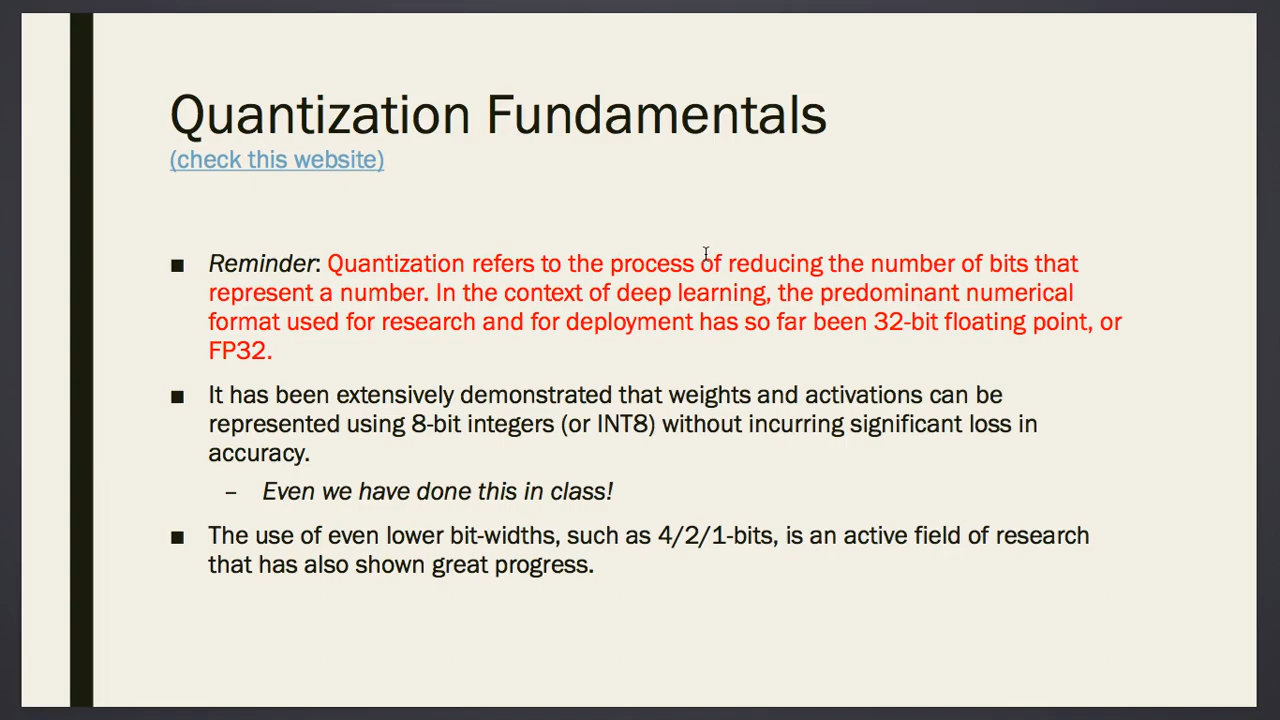 Quantization Fundamentals
(check this website)
■ Reminder: Quantization refers to the process of reducing the number of bits that
represent a number. In the context of deep learning, the predominant numerical
format used for research and for deployment has so far been 32-bit floating point, or
FP32.
■ It has been extensively demonstrated that weights and activations can be
represented using 8-bit integers (or INT8) without incurring significant loss in
accuracy.
– Even we have done this in class!
■ The use of even lower bit-widths, such as 4/2/1-bits, is an active field of research
that has also shown great progress.